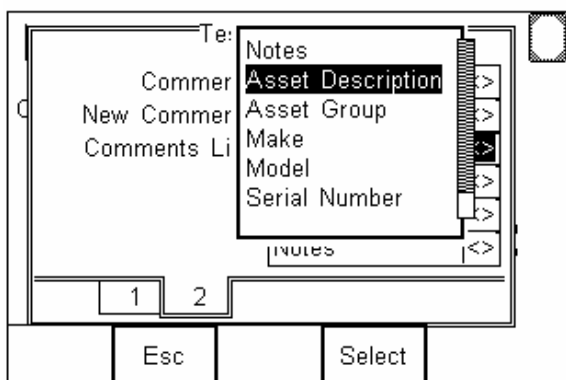 Te
Notes
Commer
Asset Description
<>
New Commer
Asset Group
<>
Comments Li
Make
<>
Model
<>
Serial Number
<>
Notes
<>
1 2
Esc Select